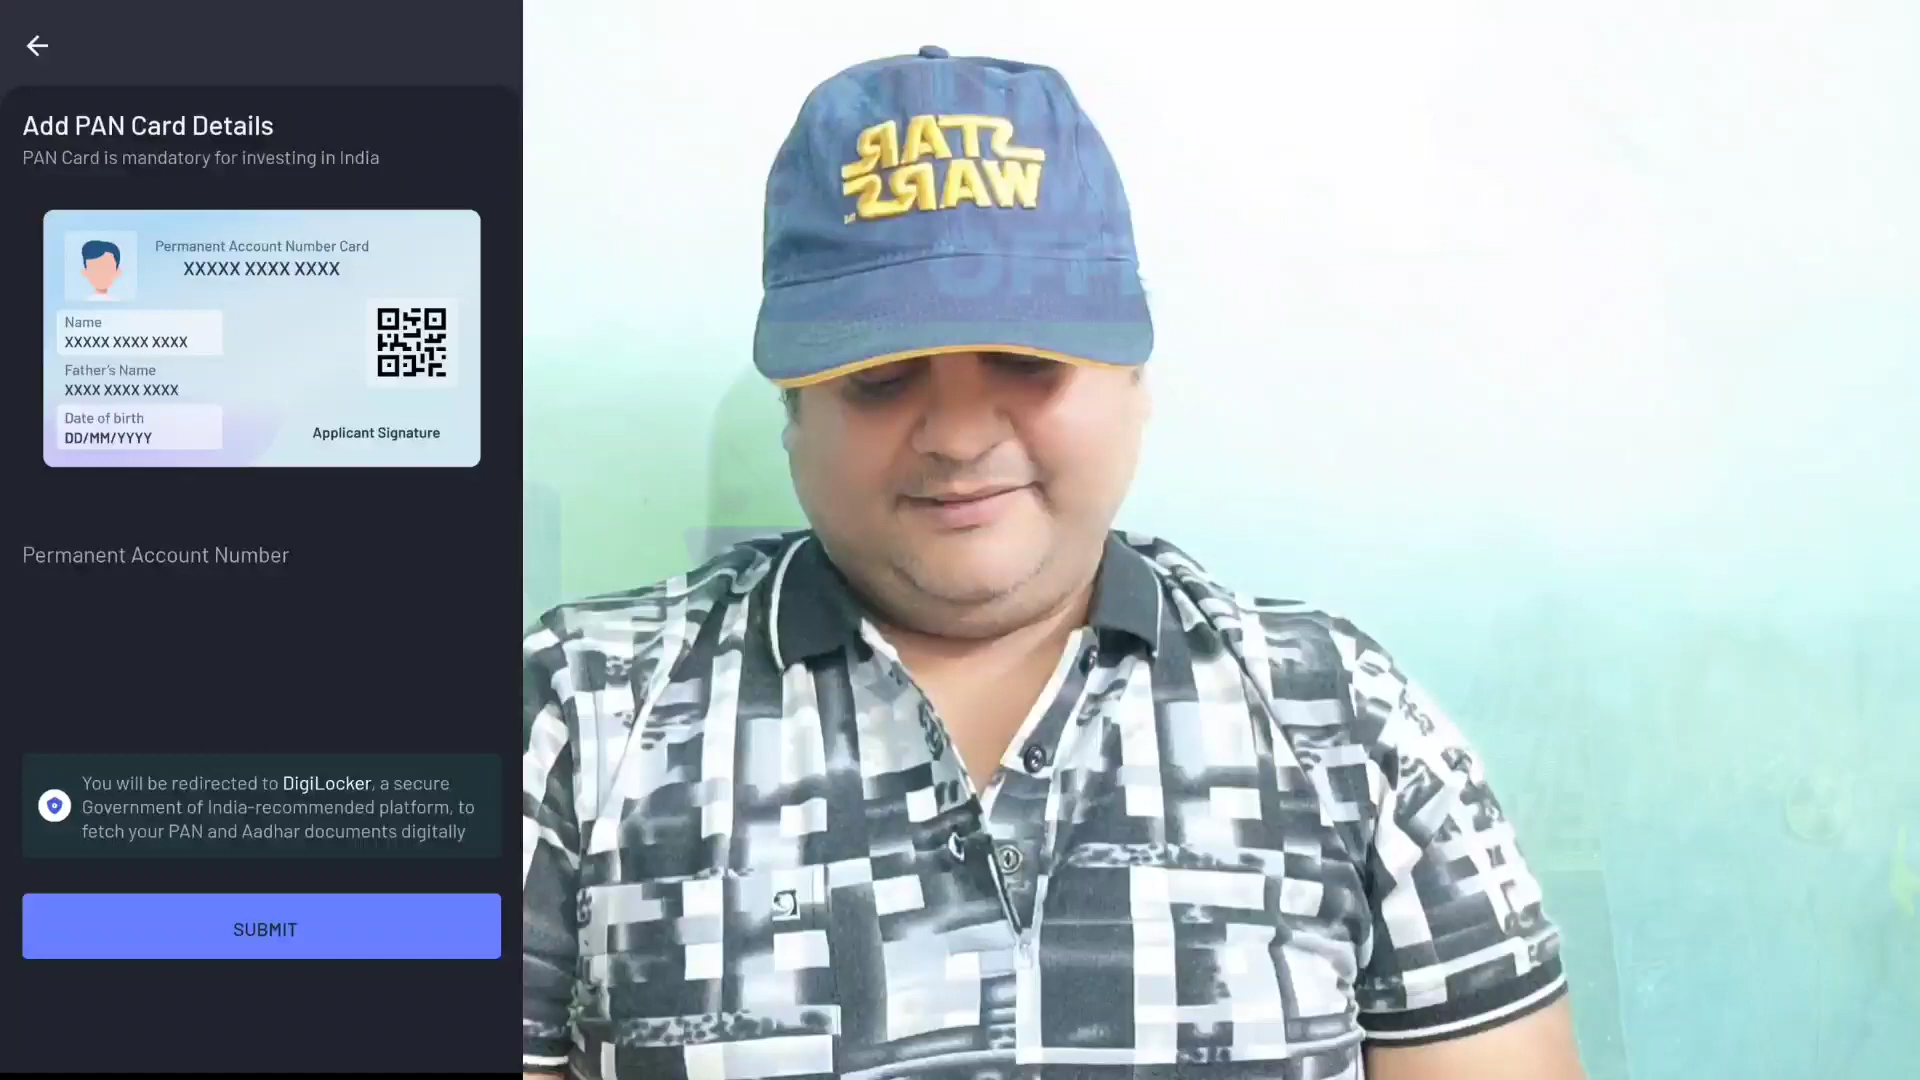 Add PAN Card Details
PAN Card is mandatory for investing in India
Permanent Account Number Card
XXXXX XXXX XXXX
Name
XXXXX XXXX XXXX
Father's Name
XXXX XXXX XXXX
Date of birth
DD/MM/YYYY
Applicant Signature
Permanent Account Number
You will be redirected to DigiLocker, a secure
Government of India-recommended platform, to
fetch your PAN and Aadhar documents digitally
SUBMIT
STAR
WARS